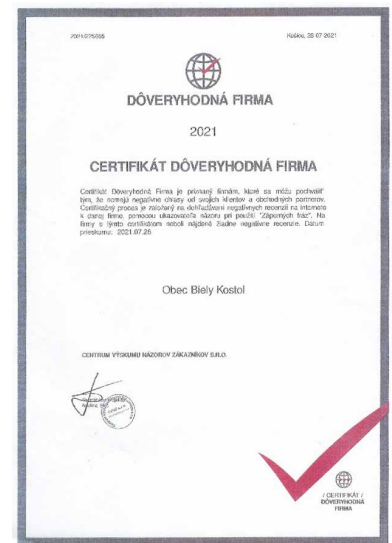 Košice, 28-07-2021
DÔVERYHODNÁ FIRMA
2021
CERTIFIKÁT DÔVERYHODNÁ FIRMA
Certifikát Dôveryhodná Firma je priznaný firmám, ktoré sa môžu pochváliť
tým, že nemajú negatívne ohlasy od svojich klientov a obchodných partnerov.
Certifikačný proces je založený na dohľadávaní negatívnych recenzií na internete
k danej firme, pomocou ukazovateľa názoru pri použití "Záporných fráz". Na
firmy s týmto certifikátom neboli nájdené žiadne negatívne recenzie. Datum
prieskumu: 2021.07.28
Obec Biely Kostol
CENTRUM VÝSKUMU NÁZOROV ZÁKAZNÍKOV S.R.O.
/ CERTIFIKÁT /
DÔVERYHODNÁ
FIRMA